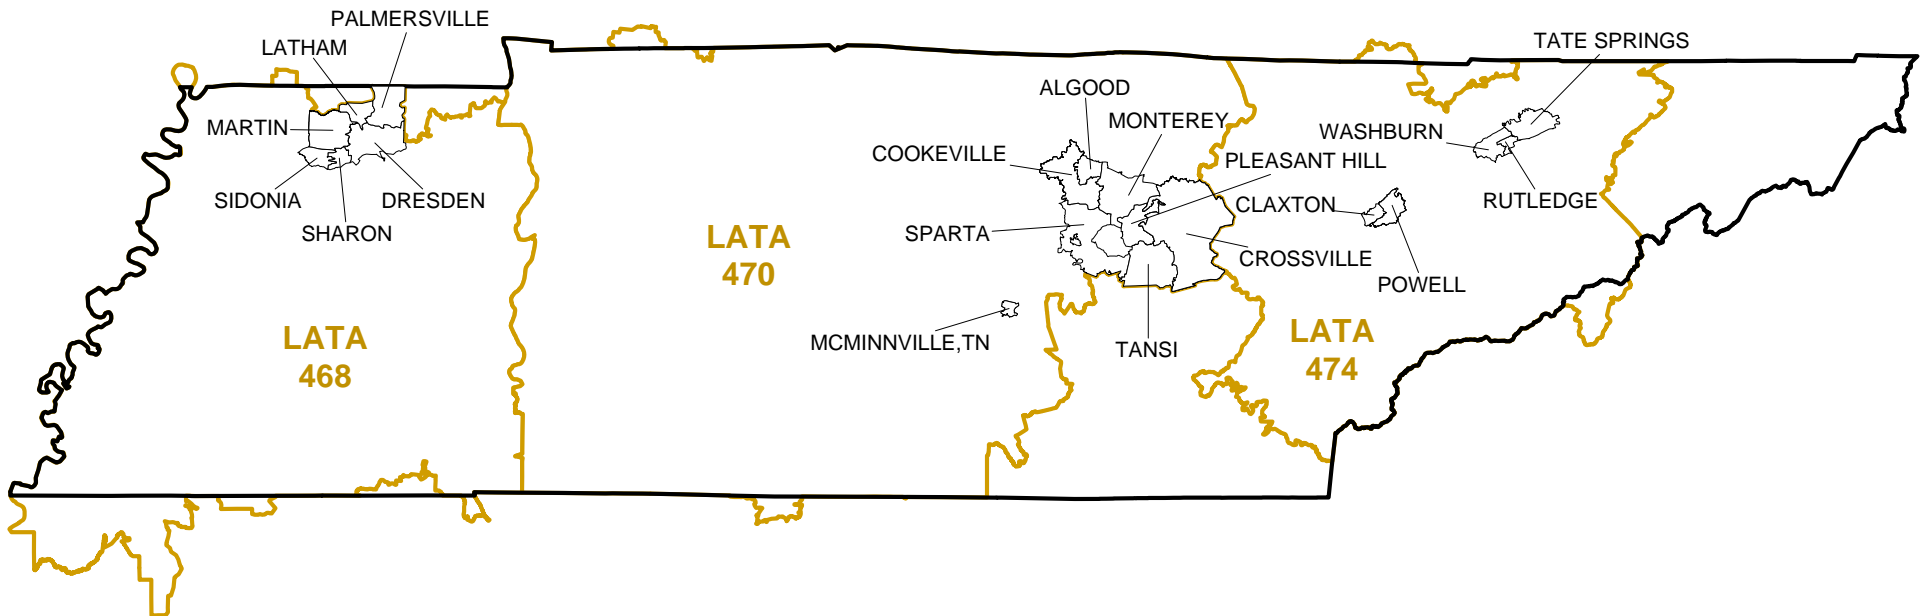 PALMERSVILLE
LATHAM
MARTIN
SIDONIA
SHARON
DRESDEN
LATA
468
LATA
470
ALGOOD
MONTEREY
COOKEVILLE
PLEASANT HILL
SPARTA
CROSSVILLE
MCMINNVILLE,TN
TANSI
TATE SPRINGS
WASHBURN
RUTLEDGE
CLAXTON
POWELL
LATA
474